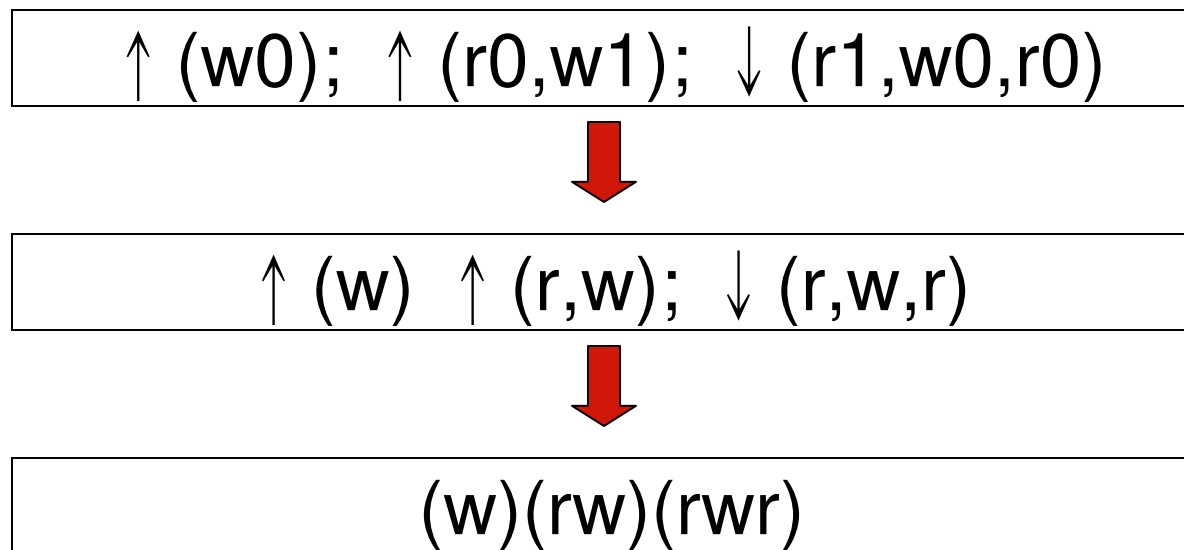 ↑ (w0); ↑ (r0,w1); ↓ (r1,w0,r0)
↑ (w) ↑ (r,w); ↓ (r,w,r)
(w)(rw)(rwr)